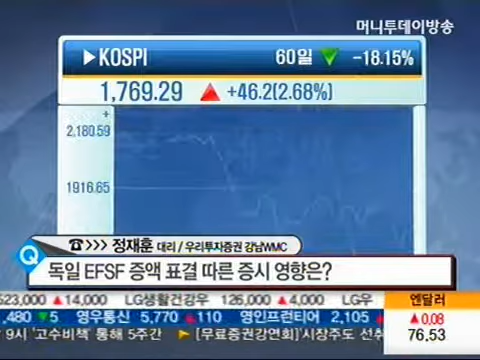 머니투데이방송
▶KOSPI 60일 ▼ -18.15%
1,769.29 ▲ +46.2(2.68%)
2,180.59
1916.65
☎>>> 정재훈 대리 / 우리투자증권 강남WMC
Q 독일 EFSF 증액 표결 따른 증시 영향은?
523,000 ▲14,000 LG생활건강우 126,000 ▲4,000 LG우
엔달러
,480 ▼5 영우통신 5,770 ▲110 영인프런티어 2,105
▲0.08
9시 '고수비책' 통해 5주간 ▶[무료증권강연회]'시장주도 선추
76.53